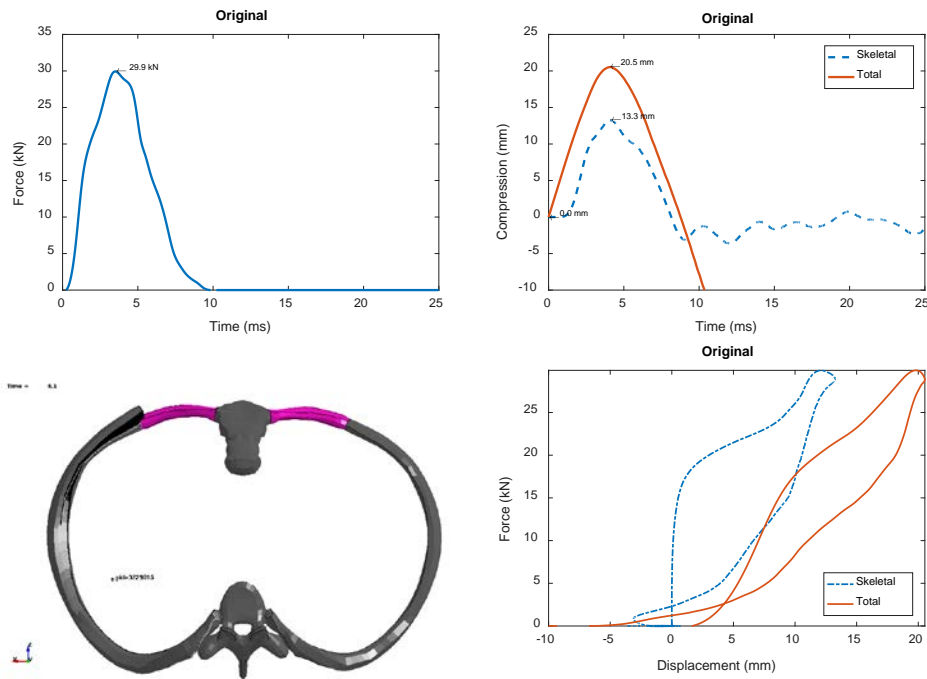 Original
35
30
25
20
15
10
5
0
Force (kN)
29.9 kN
0 5 10 15 20 25
Time (ms)
Original
25
20
15
10
5
0
-5
-10
Compression (mm)
20.5 mm
13.3 mm
0.0 mm
Skeletal
Total
0 5 10 15 20 25
Time (ms)
Time =
Original
30
25
20
15
10
5
0
Force (kN)
Skeletal
Total
-10 -5 0 5 10 15 20
Displacement (mm)